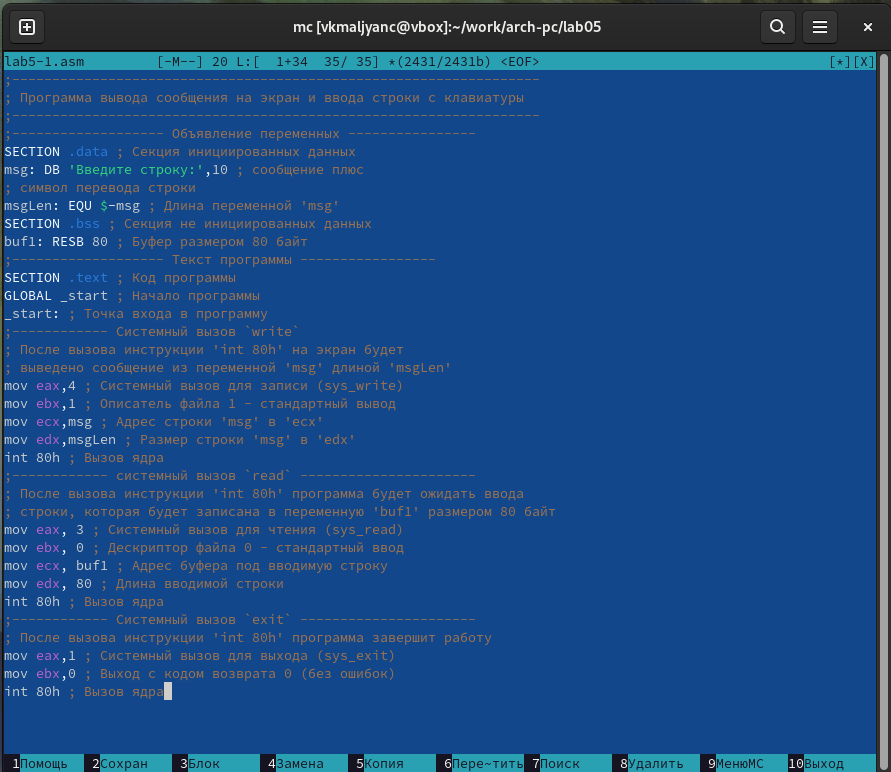 mc [vkmaljyanc@vbox]:~/work/arch-pc/lab05
lab5-1.asm [-M--] 20 L:[ 1+34 35/ 35] *(2431/2431b) <EOF> [*][X]
;------------------------------------------------------------------
; Программа вывода сообщения на экран и ввода строки с клавиатуры
;------------------------------------------------------------------
;------------------- Объявление переменных ----------------
SECTION .data ; Секция инициированных данных
msg: DB 'Введите строку:',10 ; сообщение плюс
; символ перевода строки
msgLen: EQU $-msg ; Длина переменной 'msg'
SECTION .bss ; Секция не инициированных данных
buf1: RESB 80 ; Буфер размером 80 байт
;------------------- Текст программы -----------------
SECTION .text ; Код программы
GLOBAL _start ; Начало программы
_start: ; Точка входа в программу
;------------ Системный вызов `write`
; После вызова инструкции 'int 80h' на экран будет
; выведено сообщение из переменной 'msg' длиной 'msgLen'
mov eax,4 ; Системный вызов для записи (sys_write)
mov ebx,1 ; Описатель файла 1 - стандартный вывод
mov ecx,msg ; Адрес строки 'msg' в 'ecx'
mov edx,msgLen ; Размер строки 'msg' в 'edx'
int 80h ; Вызов ядра
;------------ системный вызов `read` ----------------------
; После вызова инструкции 'int 80h' программа будет ожидать ввода
; строки, которая будет записана в переменную 'buf1' размером 80 байт
mov eax, 3 ; Системный вызов для чтения (sys_read)
mov ebx, 0 ; Дескриптор файла 0 - стандартный ввод
mov ecx, buf1 ; Адрес буфера под вводимую строку
mov edx, 80 ; Длина вводимой строки
int 80h ; Вызов ядра
;------------ Системный вызов `exit` ----------------------
; После вызова инструкции 'int 80h' программа завершит работу
mov eax,1 ; Системный вызов для выхода (sys_exit)
mov ebx,0 ; Выход с кодом возврата 0 (без ошибок)
int 80h ; Вызов ядра
1Помощь 2Сохран 3Блок 4Замена 5Копия 6Пере~тить 7Поиск 8Удалить 9МенюМС 10Выход